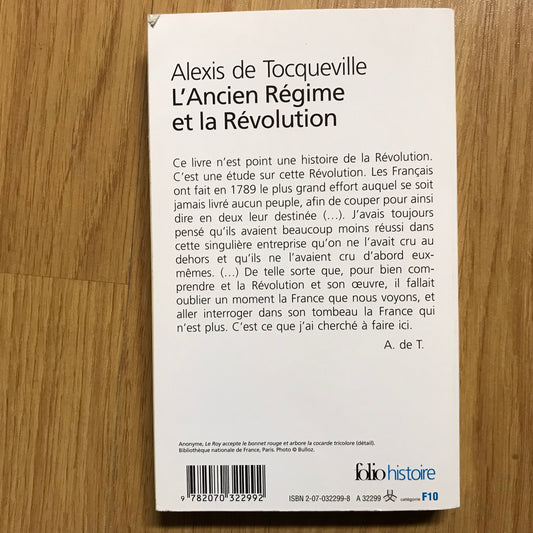 Alexis de Tocqueville
L'Ancien Régime
et la Révolution
Ce livre n'est point une histoire de la Révolution.
C'est une étude sur cette Révolution. Les Français
ont fait en 1789 le plus grand effort auquel se soit
jamais livré aucun peuple, afin de couper pour ainsi
dire en deux leur destinée (...). J'avais toujours
pensé qu'ils avaient beaucoup moins réussi dans
cette singulière entreprise qu'on ne l'avait cru au
dehors et qu'ils ne l'avaient cru d'abord eux-
mêmes. (...) De telle sorte que, pour bien com-
prendre et la Révolution et son œuvre, il fallait
oublier un moment la France que nous voyons, et
aller interroger dans son tombeau la France qui
n'est plus. C'est ce que j'ai cherché à faire ici.
A. de T.
Anonyme, Le Roy accepte le bonnet rouge et arbore la cocarde tricolore (détail).
Bibliothèque nationale de France, Paris. Photo © Bulloz.
folio histoire
9 782070 322992
ISBN 2-07-032299-8 A 32299 catégorie F10